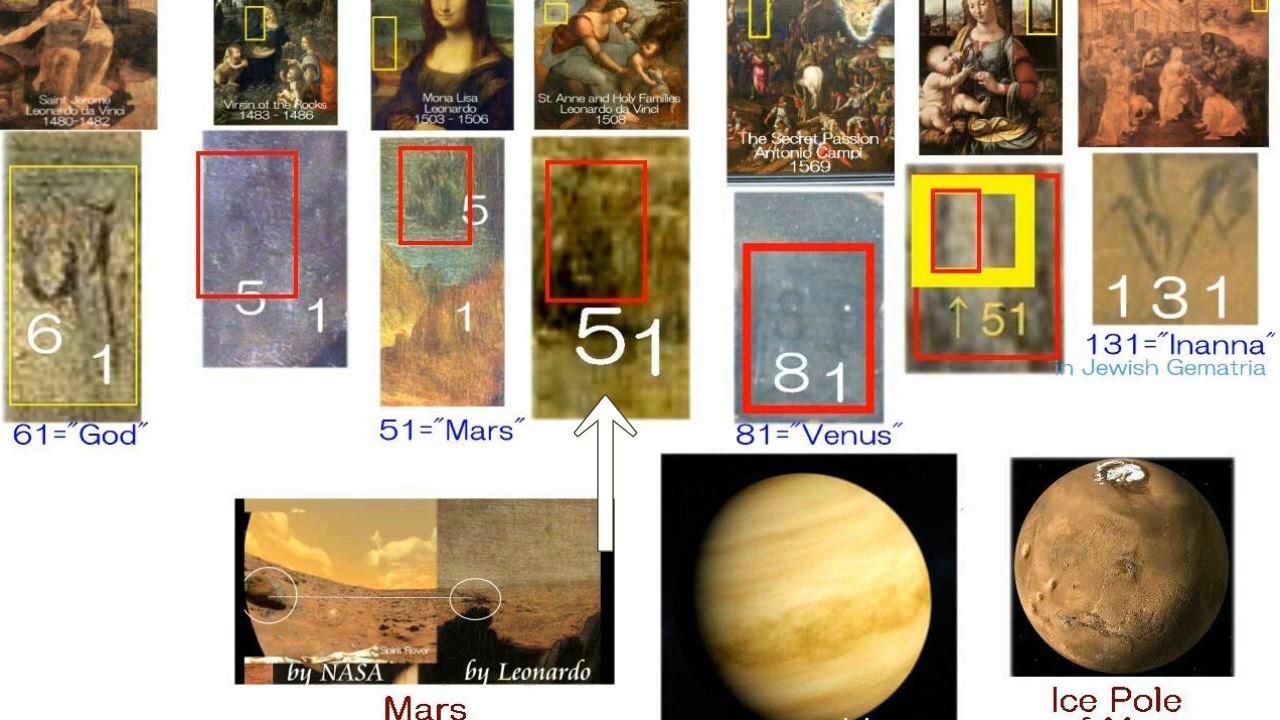 Saint Jerome
Leonardo da Vinci
1480-1482
Virgin of the Rocks
1483 - 1486
Mona Lisa
Leonardo
1503 - 1506
St. Anne and Holy Families
Leonardo da Vinci
1508
The Secret Passion
Antonio Campi
1569
6 1
5 1
5
1
51
8 1
↑ 51
131
61="God"
51="Mars"
81="Venus"
131="Inanna"
in Jewish Gematria
Spirit Rover
by NASA
by Leonardo
Mars
Ice Pole